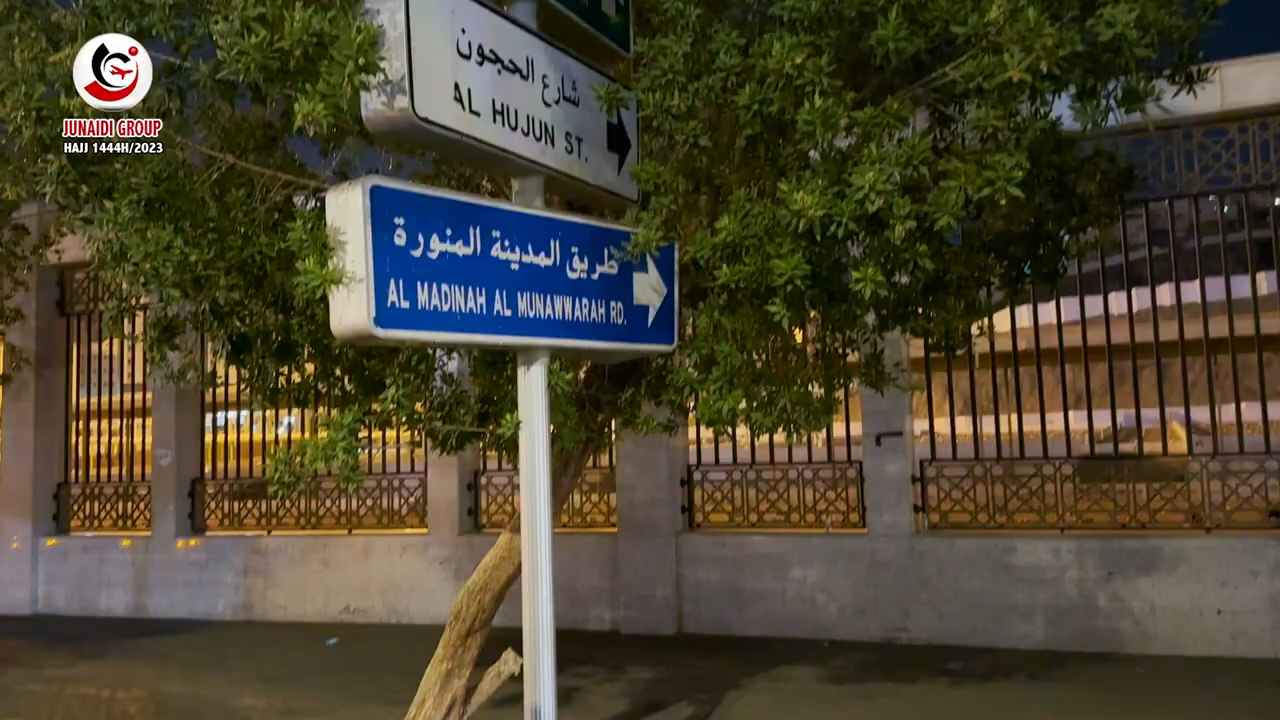 JUNAIDI GROUP
HAJJ 1444H/2023
شارع الحجون
AL HUJUN ST.
طريق المدينة المنورة
AL MADINAH AL MUNAWWARAH RD.